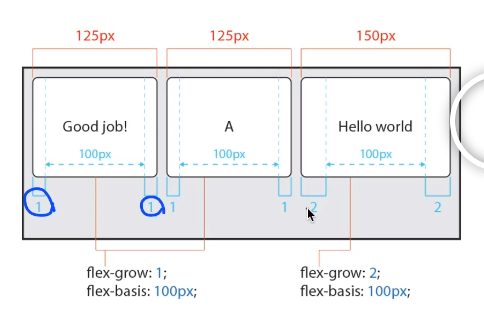 125px 125px 150px
Good job! A Hello world
100px 100px 100px
1 1 1 1 2 2
flex-grow: 1; flex-grow: 2;
flex-basis: 100px; flex-basis: 100px;